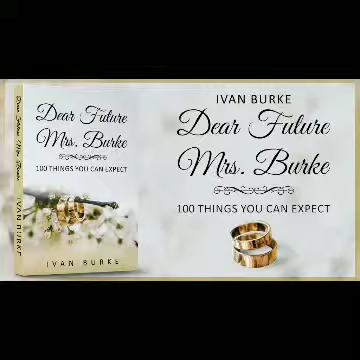 Dear Future Mrs. Burke
IVAN BURKE
Dear Future
Mrs. Burke
100 THINGS YOU CAN EXPECT
IVAN BURKE
IVAN BURKE
Dear Future
Mrs. Burke
100 THINGS YOU CAN EXPECT